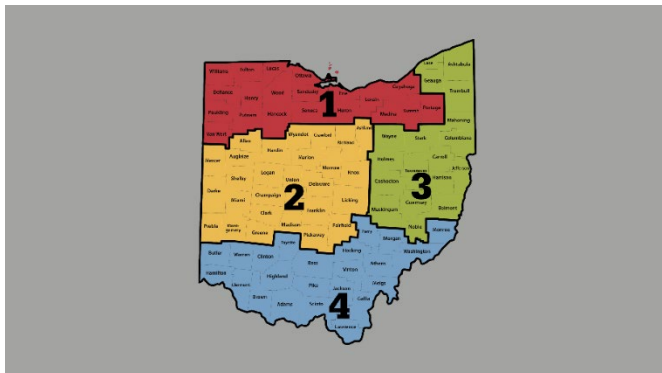 Williams
Fulton
Lucas
Ottawa
Defiance
Henry
Wood
Sandusky
Erie
Lorain
Cuyahoga
Paulding
Putnam
Hancock
Seneca
Huron
Medina
Summit
Portage
Van Wert
1
Lake
Ashtabula
Geauga
Trumbull
Mahoning
Columbiana
Wayne
Stark
Holmes
Carroll
Tuscarawas
Jefferson
Harrison
Coshocton
3
Guernsey
Belmont
Muskingum
Noble
Allen
Wyandot
Crawford
Ashland
Richland
Hardin
Mercer
Auglaize
Marion
Morrow
Knox
Logan
Union
Delaware
Shelby
Darke
Champaign
2
Licking
Miami
Clark
Franklin
Madison
Fairfield
Preble
Mont-
gomery
Greene
Pickaway
Fayette
Perry
Morgan
Monroe
Washington
Butler
Warren
Clinton
Hocking
Ross
Athens
Hamilton
Highland
Vinton
Clermont
Pike
Jackson
Meigs
Brown
Adams
Scioto
4
Gallia
Lawrence